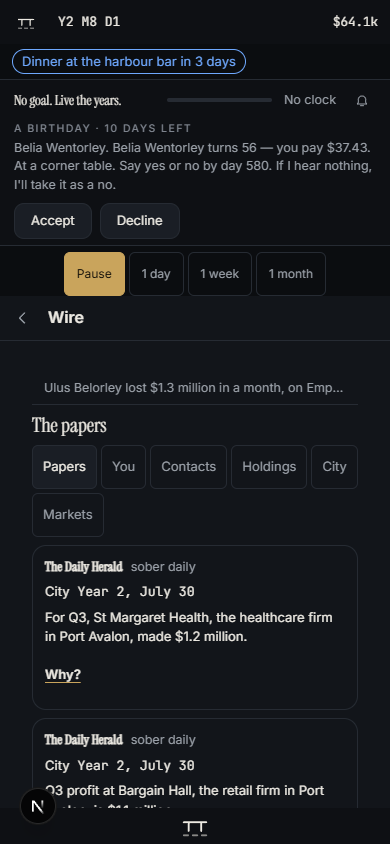 Y2 M8 D1
$64.1k
Dinner at the harbour bar in 3 days
No goal. Live the years.
No clock
A BIRTHDAY · 10 DAYS LEFT
Belia Wentorley. Belia Wentorley turns 56 — you pay $37.43.
At a corner table. Say yes or no by day 580. If I hear nothing,
I'll take it as a no.
Accept
Decline
Pause
1 day
1 week
1 month
Wire
Ulus Belorley lost $1.3 million in a month, on Emp...
The papers
Papers
You
Contacts
Holdings
City
Markets
The Daily Herald sober daily
City Year 2, July 30
For Q3, St Margaret Health, the healthcare firm
in Port Avalon, made $1.2 million.
Why?
The Daily Herald sober daily
City Year 2, July 30
Q3 profit at Bargain Hall, the retail firm in Port
N